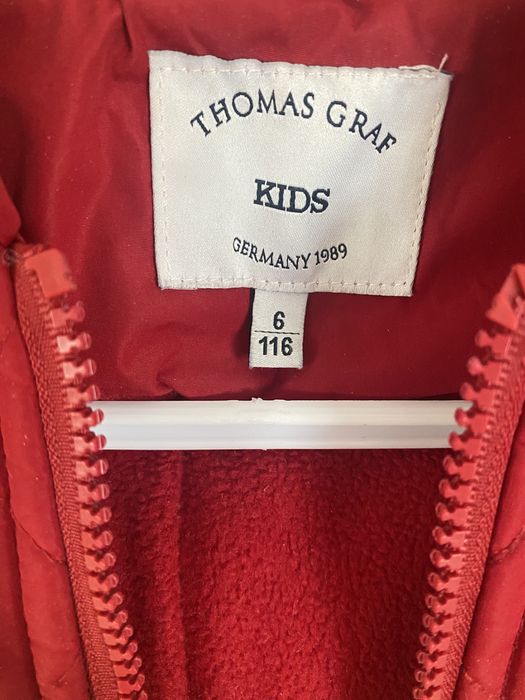 THOMAS GRAF
KIDS
GERMANY 1989
6
116